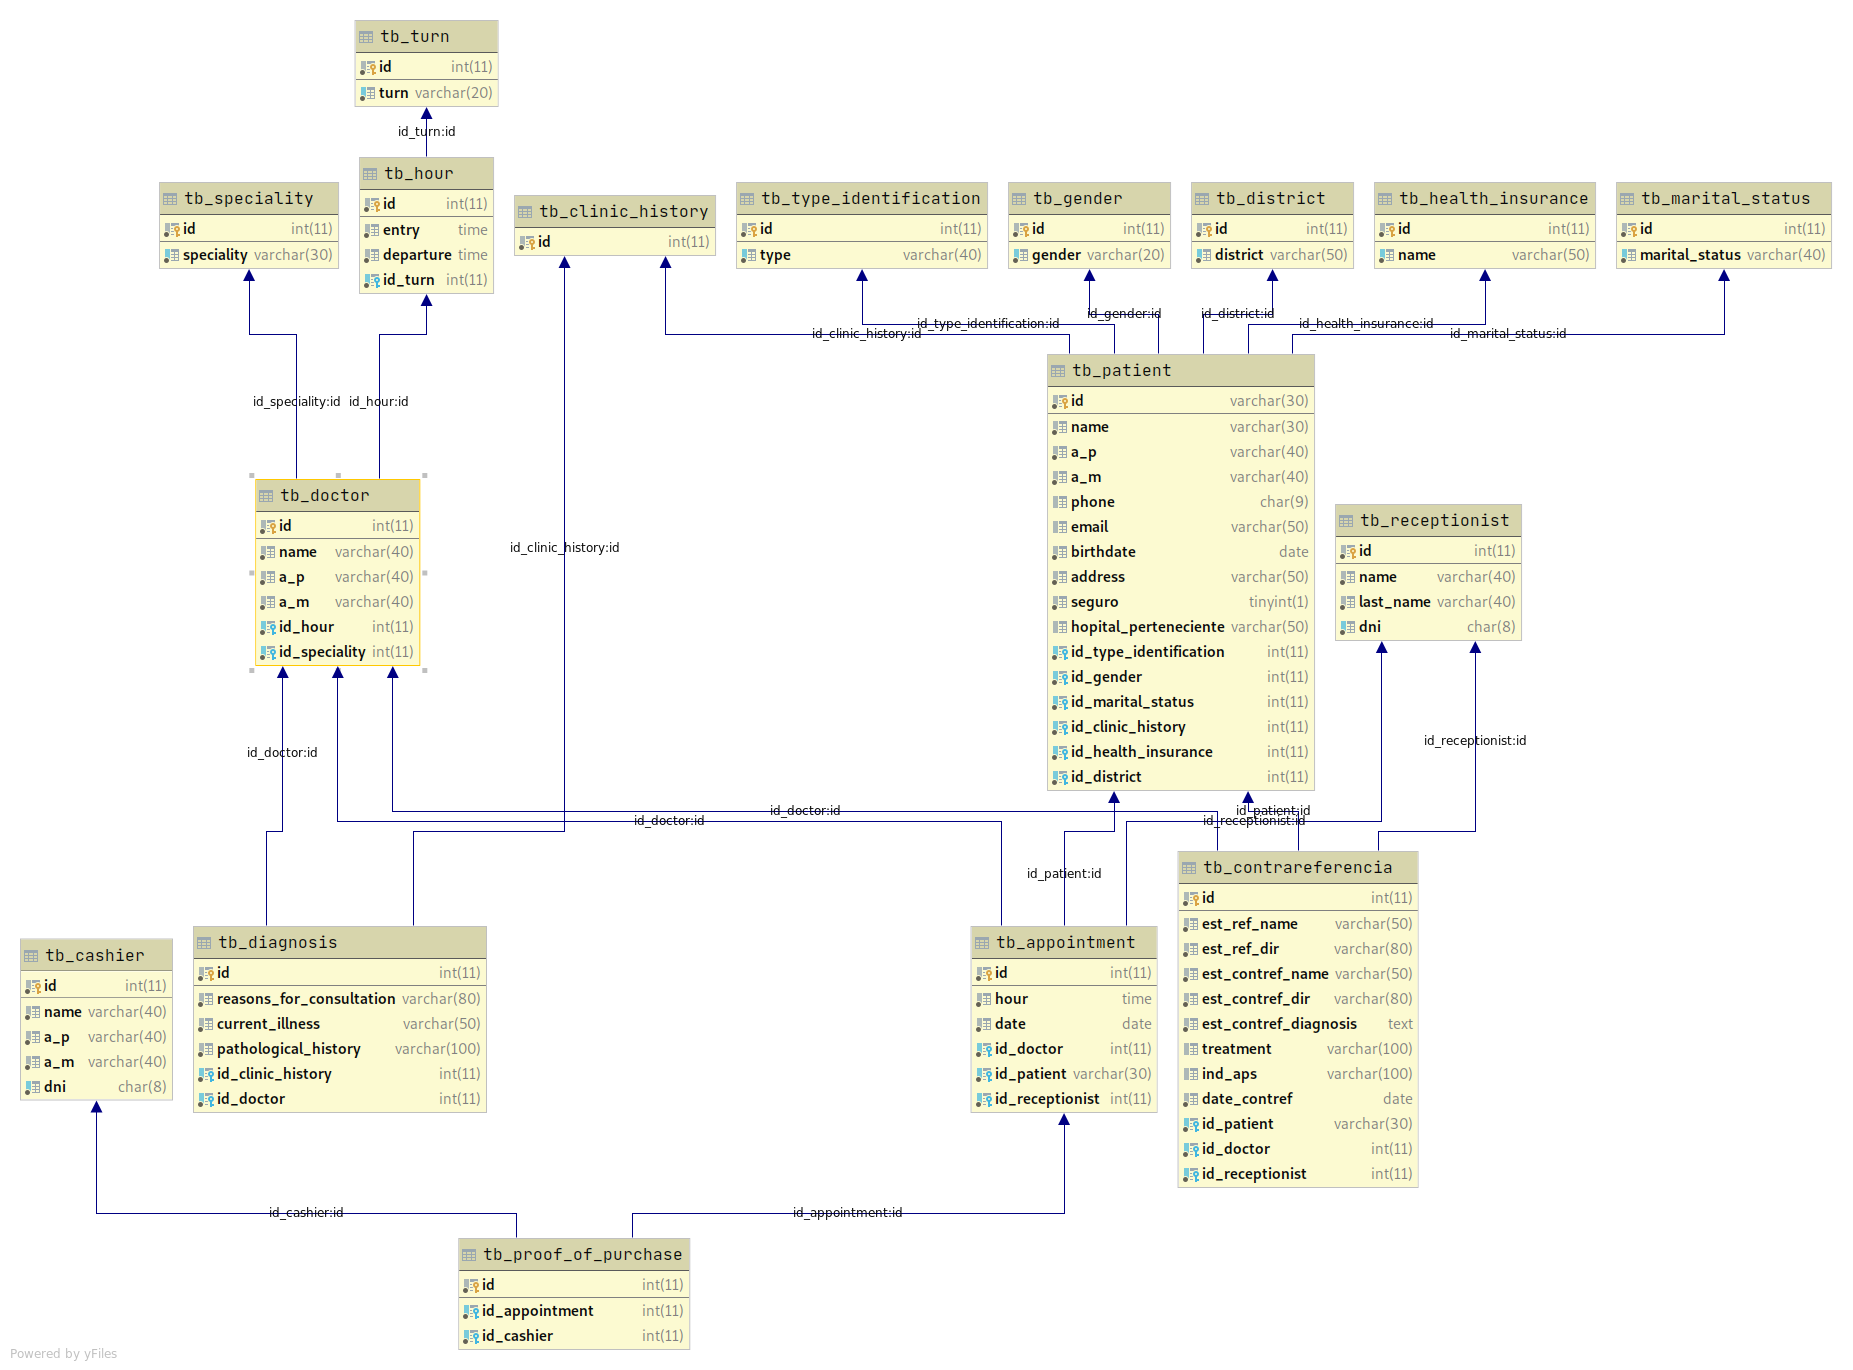 tb_turn
id int(11)
turn varchar(20)
id_turn:id
tb_hour
id int(11)
entry time
departure time
id_turn int(11)
tb_speciality
id int(11)
speciality varchar(30)
tb_clinic_history
id int(11)
tb_type_identification
id int(11)
type varchar(40)
tb_gender
id int(11)
gender varchar(20)
tb_district
id int(11)
district varchar(50)
tb_health_insurance
id int(11)
name varchar(50)
tb_marital_status
id int(11)
marital_status varchar(40)
id_clinic_history:id
id_type_identification:id
id_gender:id
id_district:id
id_health_insurance:id
id_marital_status:id
id_speciality:id
id_hour:id
tb_patient
id varchar(30)
name varchar(30)
a_p varchar(40)
a_m varchar(40)
phone char(9)
email varchar(50)
birthdate date
address varchar(50)
seguro tinyint(1)
hopital_perteneciente varchar(50)
id_type_identification int(11)
id_gender int(11)
id_marital_status int(11)
id_clinic_history int(11)
id_health_insurance int(11)
id_district int(11)
tb_doctor
id int(11)
name varchar(40)
a_p varchar(40)
a_m varchar(40)
id_hour int(11)
id_speciality int(11)
id_clinic_history:id
tb_receptionist
id int(11)
name varchar(40)
last_name varchar(40)
dni char(8)
id_doctor:id
id_receptionist:id
id_doctor:id
id_doctor:id
id_patient:id
id_receptionist:id
id_patient:id
tb_contrareferencia
id int(11)
est_ref_name varchar(50)
est_ref_dir varchar(80)
est_contref_name varchar(50)
est_contref_dir varchar(80)
est_contref_diagnosis text
treatment varchar(100)
ind_aps varchar(100)
date_contref date
id_patient varchar(30)
id_doctor int(11)
id_receptionist int(11)
tb_cashier
id int(11)
name varchar(40)
a_p varchar(40)
a_m varchar(40)
dni char(8)
tb_diagnosis
id int(11)
reasons_for_consultation varchar(80)
current_illness varchar(50)
pathological_history varchar(100)
id_clinic_history int(11)
id_doctor int(11)
tb_appointment
id int(11)
hour time
date date
id_doctor int(11)
id_patient varchar(30)
id_receptionist int(11)
id_cashier:id
id_appointment:id
tb_proof_of_purchase
id int(11)
id_appointment int(11)
id_cashier int(11)
Powered by yFiles